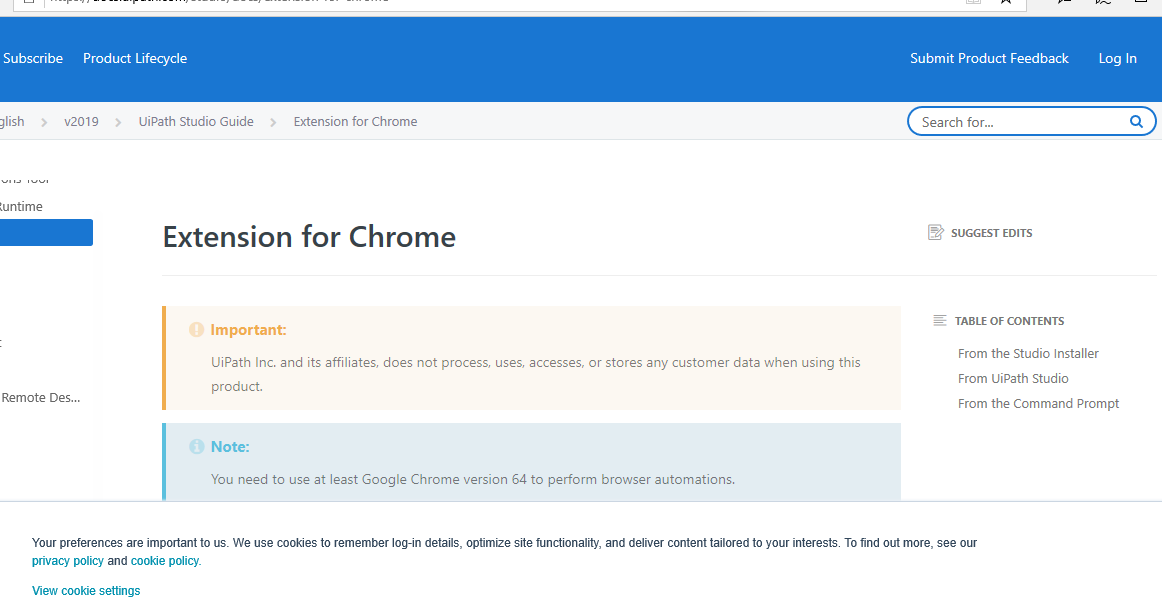 Subscribe Product Lifecycle Submit Product Feedback Log In
glish v2019 UiPath Studio Guide Extension for Chrome Search for...
Runtime
Extension for Chrome
SUGGEST EDITS
Important:
UiPath Inc. and its affiliates, does not process, uses, accesses, or stores any customer data when using this
product.
TABLE OF CONTENTS
From the Studio Installer
From UiPath Studio
From the Command Prompt
Remote Des...
Note:
You need to use at least Google Chrome version 64 to perform browser automations.
Your preferences are important to us. We use cookies to remember log-in details, optimize site functionality, and deliver content tailored to your interests. To find out more, see our
privacy policy and cookie policy.
View cookie settings